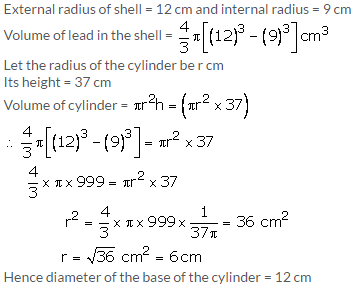 External radius of shell = 12 cm and internal radius = 9 cm
Volume of lead in the shell = 4/3 π[(12)³ − (9)³] cm³
Let the radius of the cylinder be r cm
Its height = 37 cm
Volume of cylinder = πr²h = (πr² x 37)
∴ 4/3 π[(12)³ − (9)³] = πr² x 37
4/3 x π x 999 = πr² x 37
r² = 4/3 x π x 999 x 1/37π = 36 cm²
r = √36 cm² = 6 cm
Hence diameter of the base of the cylinder = 12 cm